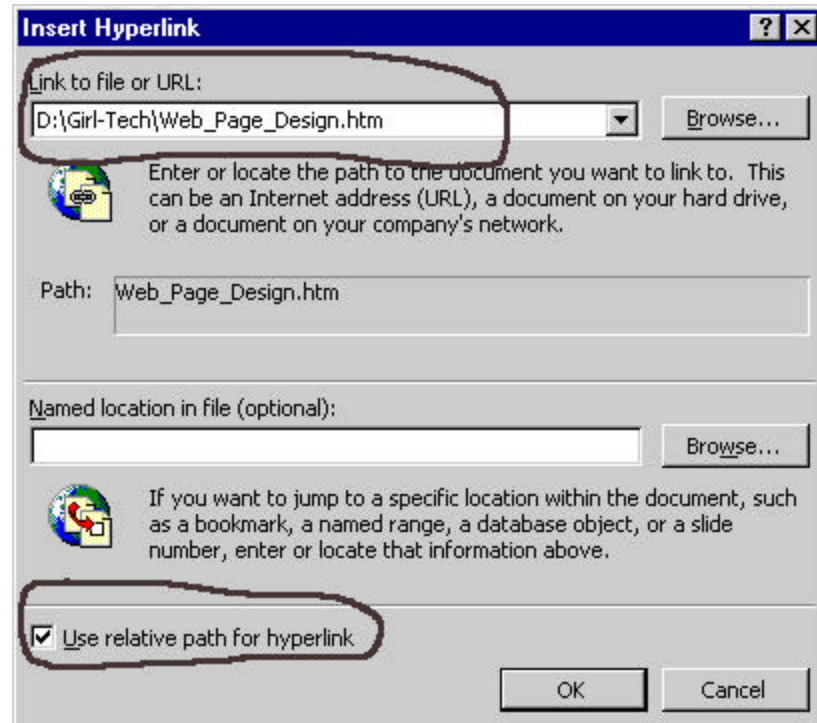 Insert Hyperlink
Link to file or URL:
D:\Girl-Tech\Web_Page_Design.htm
Browse...
Enter or locate the path to the document you want to link to. This
can be an Internet address (URL), a document on your hard drive,
or a document on your company's network.
Path: Web_Page_Design.htm
Named location in file (optional):
Browse...
If you want to jump to a specific location within the document, such
as a bookmark, a named range, a database object, or a slide
number, enter or locate that information above.
Use relative path for hyperlink
OK Cancel